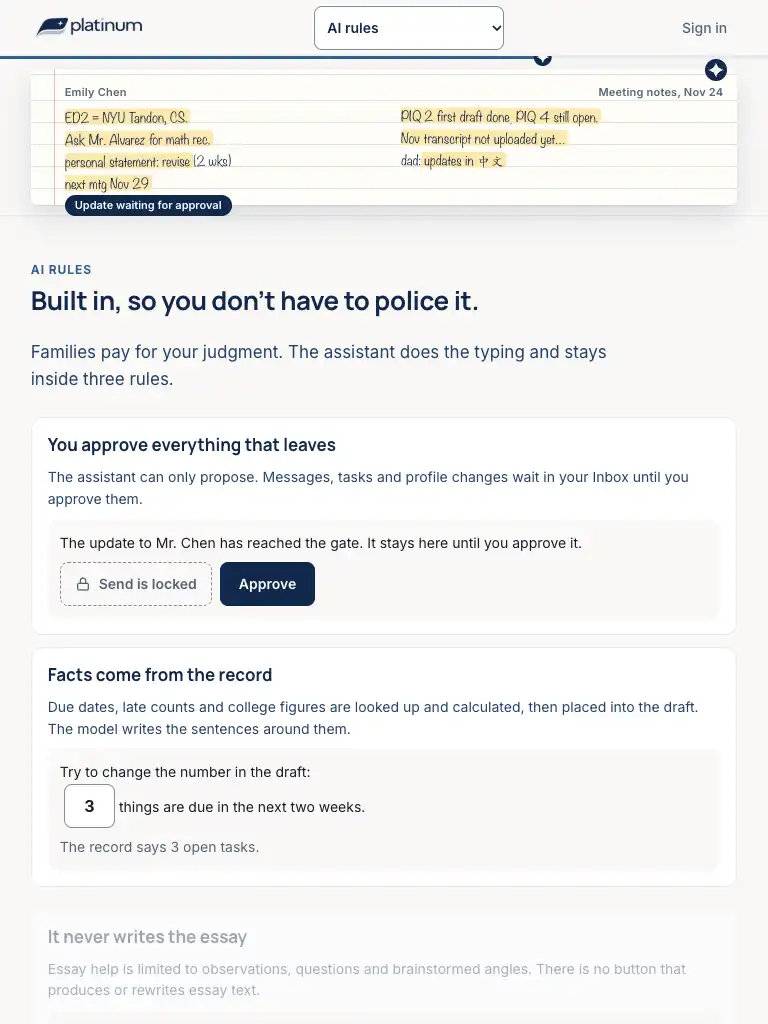 platinum
AI rules
Sign in
Emily Chen
Meeting notes, Nov 24
ED2 = NYU Tandon, CS.
Ask Mr. Alvarez for math rec.
personal statement: revise (2 wks)
next mtg Nov 29
PIQ 2 first draft done, PIQ 4 still open.
Nov transcript not uploaded yet...
dad: updates in 中文
Update waiting for approval
AI RULES
Built in, so you don't have to police it.
Families pay for your judgment. The assistant does the typing and stays
inside three rules.
You approve everything that leaves
The assistant can only propose. Messages, tasks and profile changes wait in your Inbox until you
approve them.
The update to Mr. Chen has reached the gate. It stays here until you approve it.
Send is locked
Approve
Facts come from the record
Due dates, late counts and college figures are looked up and calculated, then placed into the draft.
The model writes the sentences around them.
Try to change the number in the draft:
3 things are due in the next two weeks.
The record says 3 open tasks.
It never writes the essay
Essay help is limited to observations, questions and brainstormed angles. There is no button that
produces or rewrites essay text.